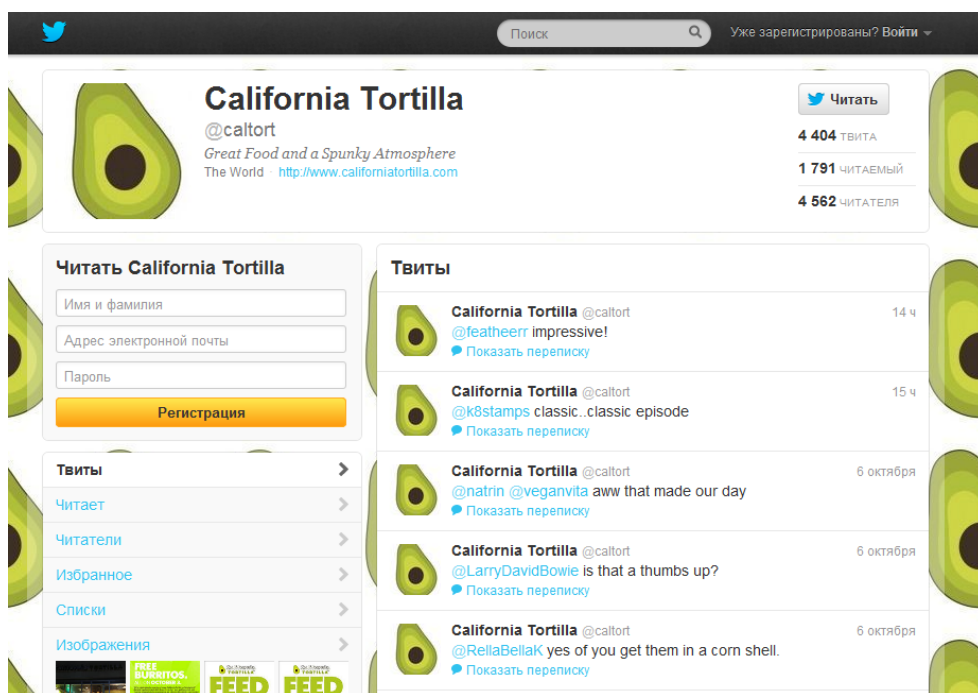 Поиск
Уже зарегистрированы? Войти
California Tortilla
@caltort
Great Food and a Spunky Atmosphere
The World · http://www.californiatortilla.com
Читать
4 404 ТВИТА
1 791 ЧИТАЕМЫЙ
4 562 ЧИТАТЕЛЯ
Читать California Tortilla
Имя и фамилия
Адрес электронной почты
Пароль
Регистрация
Твиты
Читает
Читатели
Избранное
Списки
Изображения
FREE
BURRITOS.
FEED
FEED
Твиты
California Tortilla @caltort 14 ч
@featheerr impressive!
Показать переписку
California Tortilla @caltort 15 ч
@k8stamps classic..classic episode
Показать переписку
California Tortilla @caltort 6 октября
@natrin @veganvita aww that made our day
Показать переписку
California Tortilla @caltort 6 октября
@LarryDavidBowie is that a thumbs up?
Показать переписку
California Tortilla @caltort 6 октября
@RellaBellaK yes of you get them in a corn shell.
Показать переписку